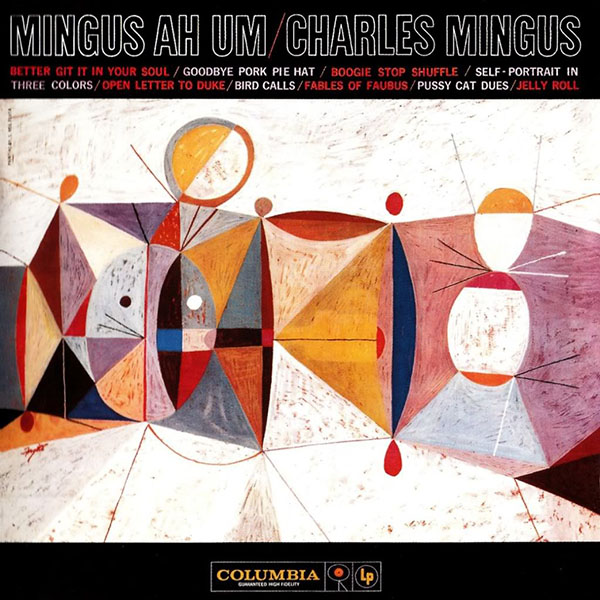 MINGUS AH UM/CHARLES MINGUS
BETTER GIT IT IN YOUR SOUL / GOODBYE PORK PIE HAT / BOOGIE STOP SHUFFLE / SELF-PORTRAIT IN
THREE COLORS/OPEN LETTER TO DUKE/BIRD CALLS/FABLES OF FAUBUS/PUSSY CAT DUES/JELLY ROLL
COLUMBIA
GUARANTEED HIGH FIDELITY
Lp